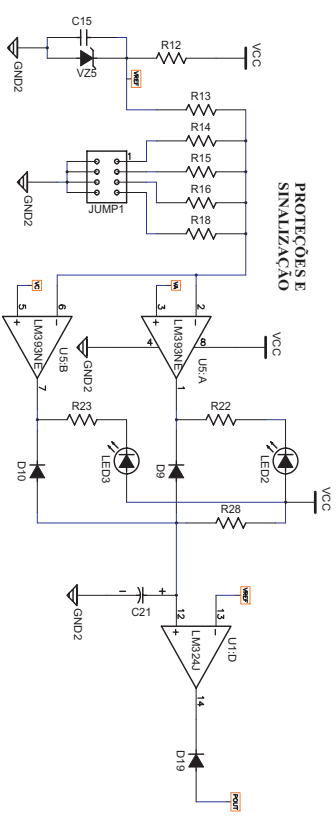 PROTEÇÕES E
SINALIZAÇÃO
VCC
R12
C15
VZ5
GND2
VREF
R13
R14
R15
R16
R18
1
JUMP1
GND2
VCC
8
2
3
VA
U5:A
LM393NE
1
4
GND2
6
5
VC
U5:B
LM393NE
7
R22
LED2
VCC
R23
LED3
D9
D10
R28
C21
GND2
VREF
13
12
U1:D
LM324J
14
D19
POUT